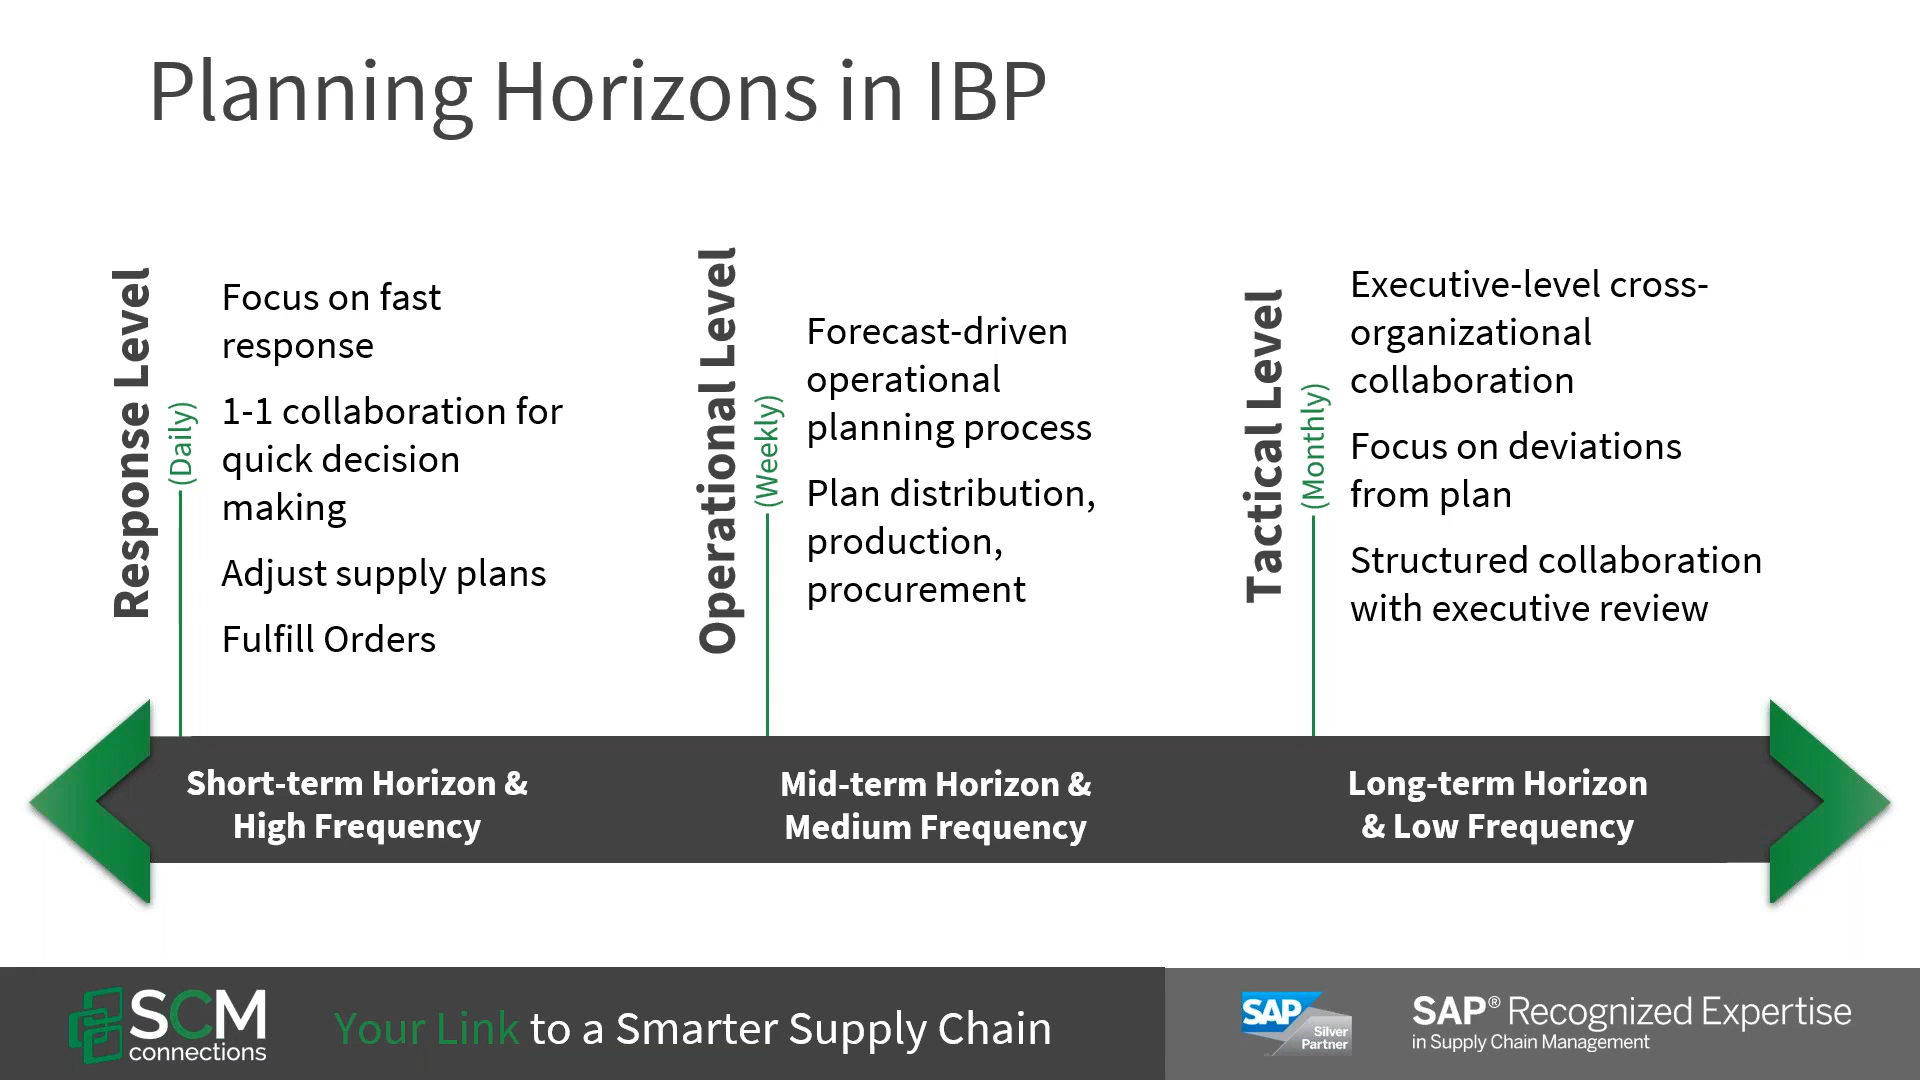 Planning Horizons in IBP
Response Level
(Daily)
Focus on fast
response
1-1 collaboration for
quick decision
making
Adjust supply plans
Fulfill Orders
Operational Level
(Weekly)
Forecast-driven
operational
planning process
Plan distribution,
production,
procurement
Tactical Level
(Monthly)
Executive-level cross-
organizational
collaboration
Focus on deviations
from plan
Structured collaboration
with executive review
Short-term Horizon &
High Frequency
Mid-term Horizon &
Medium Frequency
Long-term Horizon
& Low Frequency
SCM
connections
Your Link to a Smarter Supply Chain
SAP
Silver
Partner
SAP® Recognized Expertise
in Supply Chain Management